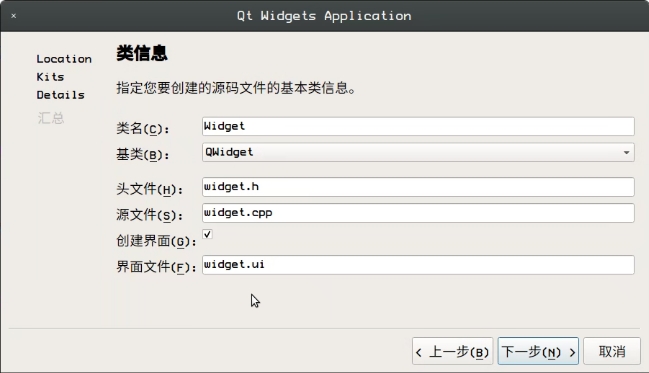 Qt Widgets Application
Location
Kits
Details
汇总
类信息
指定您要创建的源码文件的基本类信息。
类名(C)： Widget
基类(B)： QWidget
头文件(H)： widget.h
源文件(S)： widget.cpp
创建界面(G)：
界面文件(F)： widget.ui
< 上一步(B) 下一步(N) > 取消